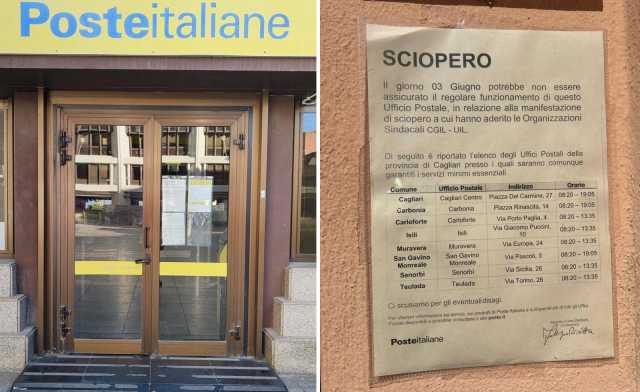 Posteitaliane
SCIOPERO
Il giorno 03 Giugno potrebbe non essere
assicurato il regolare funzionamento di questo
Ufficio Postale, in relazione alla manifestazione
di sciopero a cui hanno aderito le Organizzazioni
Sindacali CGIL - UIL.
Di seguito è riportato l'elenco degli Uffici Postali della
provincia di Cagliari presso i quali saranno comunque
garantiti i servizi minimi essenziali
Comune Ufficio Postale Indirizzo Orario
Cagliari Cagliari Centro Piazza Del Carmine, 27 08:20 – 19:05
Carbonia Carbonia Piazza Rinascita, 14 08:20 – 19:05
Carloforte Carloforte Via Porto Paglia, 4 08:20 – 13:35
Isili Isili Via Giacomo Puccini, 10 08:20 – 13:35
Muravera Muravera Via Europa, 24 08:20 – 13:35
San Gavino Monreale San Gavino Monreale Via Pascoli, 3 08:20 – 19:05
Senorbì Senorbì Via Sicilia, 26 08:20 – 13:35
Teulada Teulada Via Torino, 26 08:20 – 13:35
Ci scusiamo per gli eventuali disagi.
Posteitaliane